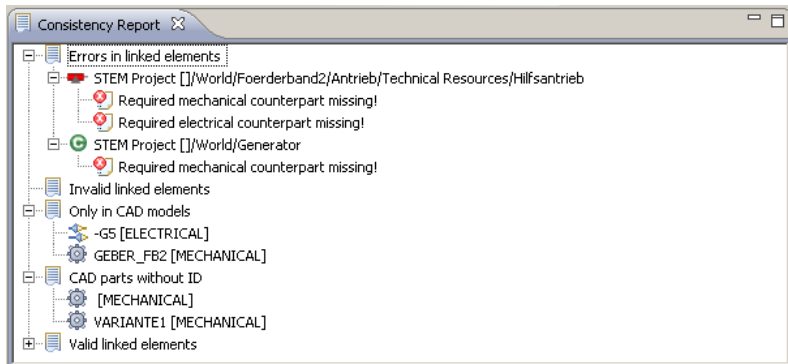 Consistency Report
Errors in linked elements
STEM Project []/World/Foerderband2/Antrieb/Technical Resources/Hilfsantrieb
Required mechanical counterpart missing!
Required electrical counterpart missing!
STEM Project []/World/Generator
Required mechanical counterpart missing!
Invalid linked elements
Only in CAD models
-G5 [ELECTRICAL]
GEBER_FB2 [MECHANICAL]
CAD parts without ID
[MECHANICAL]
VARIANTE1 [MECHANICAL]
Valid linked elements